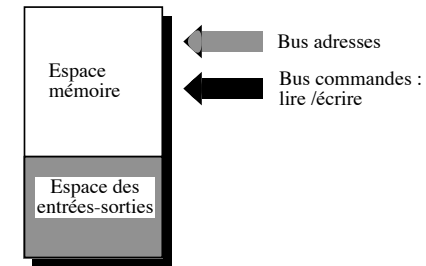 Bus adresses
Espace
mémoire
Bus commandes :
lire /écrire
Espace des
entrées-sorties